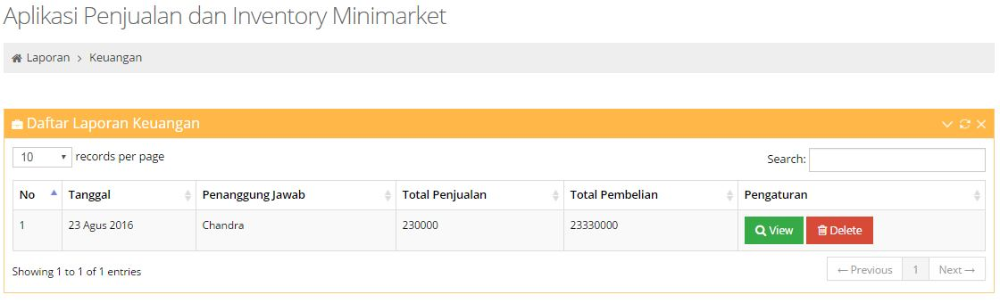 Aplikasi Penjualan dan Inventory Minimarket
Laporan > Keuangan
Daftar Laporan Keuangan
10 records per page
Search:
No Tanggal Penanggung Jawab Total Penjualan Total Pembelian Pengaturan
1 23 Agus 2016 Chandra 230000 23330000 View Delete
Showing 1 to 1 of 1 entries
← Previous 1 Next →